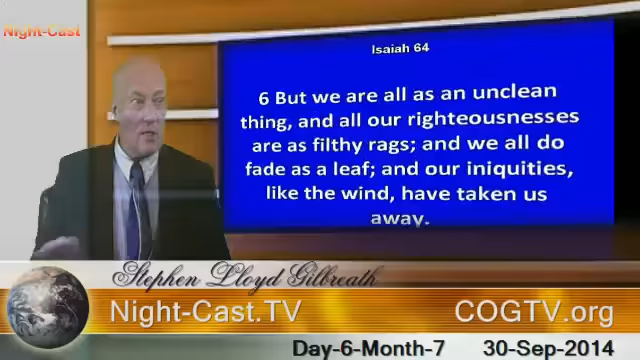 Night-Cast
Isaiah 64
6 But we are all as an unclean
thing, and all our righteousnesses
are as filthy rags; and we all do
fade as a leaf; and our iniquities,
like the wind, have taken us
away.
Stephen Lloyd Gilbreath
Night-Cast.TV
COGTV.org
Day-6-Month-7 30-Sep-2014